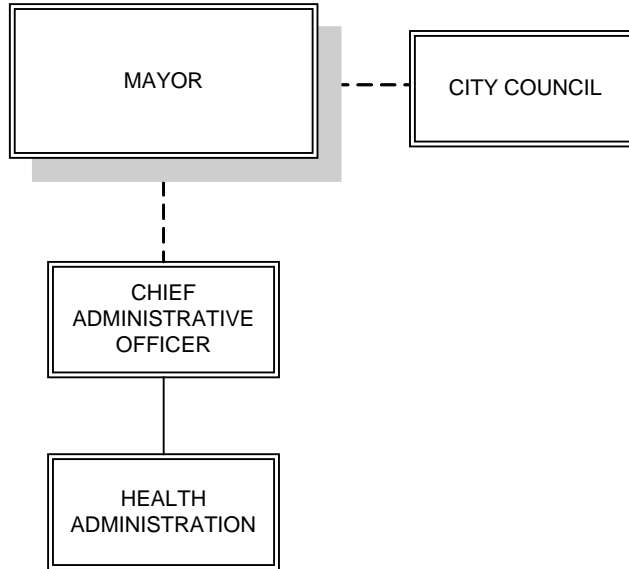 MAYOR
CITY COUNCIL
CHIEF
ADMINISTRATIVE
OFFICER
HEALTH
ADMINISTRATION